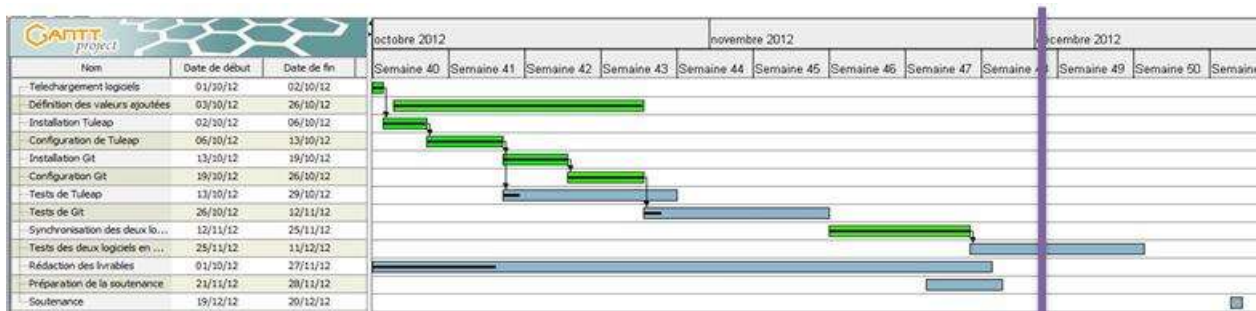 GANTT
project
octobre 2012 novembre 2012 décembre 2012
Nom Date de début Date de fin Semaine 40 Semaine 41 Semaine 42 Semaine 43 Semaine 44 Semaine 45 Semaine 46 Semaine 47 Semaine 48 Semaine 49 Semaine 50 Semaine
Telechargement logiciels 01/10/12 02/10/12
Définition des valeurs ajoutées 03/10/12 26/10/12
Installation Tuleap 02/10/12 06/10/12
Configuration de Tuleap 06/10/12 13/10/12
Installation Git 13/10/12 19/10/12
Configuration Git 19/10/12 26/10/12
Tests de Tuleap 13/10/12 29/10/12
Tests de Git 26/10/12 12/11/12
Synchronisation des deux lo... 12/11/12 25/11/12
Tests des deux logiciels en ... 25/11/12 11/12/12
Rédaction des livrables 01/10/12 27/11/12
Préparation de la soutenance 21/11/12 28/11/12
Soutenance 19/12/12 20/12/12